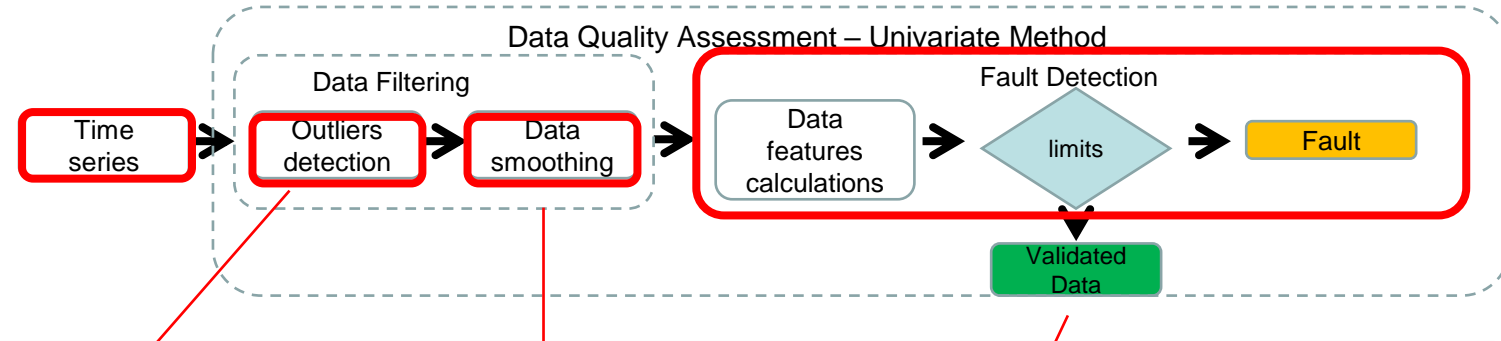 Data Quality Assessment – Univariate Method
Data Filtering
Fault Detection
Time
series
Outliers
detection
Data
smoothing
Data
features
calculations
limits
Fault
Validated
Data